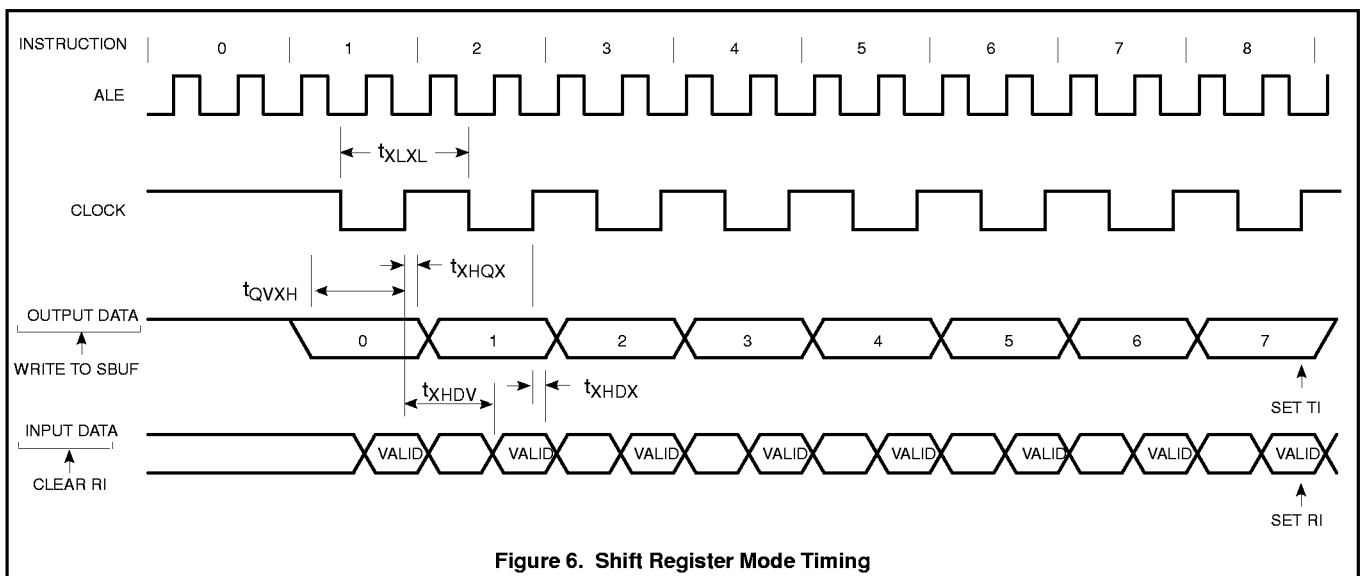 INSTRUCTION 0 1 2 3 4 5 6 7 8
ALE
tXLXL
CLOCK
tXHQX
tQVXH
OUTPUT DATA
0 1 2 3 4 5 6 7
WRITE TO SBUF
tXHDV
tXHDX
SET TI
INPUT DATA
VALID VALID VALID VALID VALID VALID VALID VALID
CLEAR RI
SET RI
Figure 6. Shift Register Mode Timing